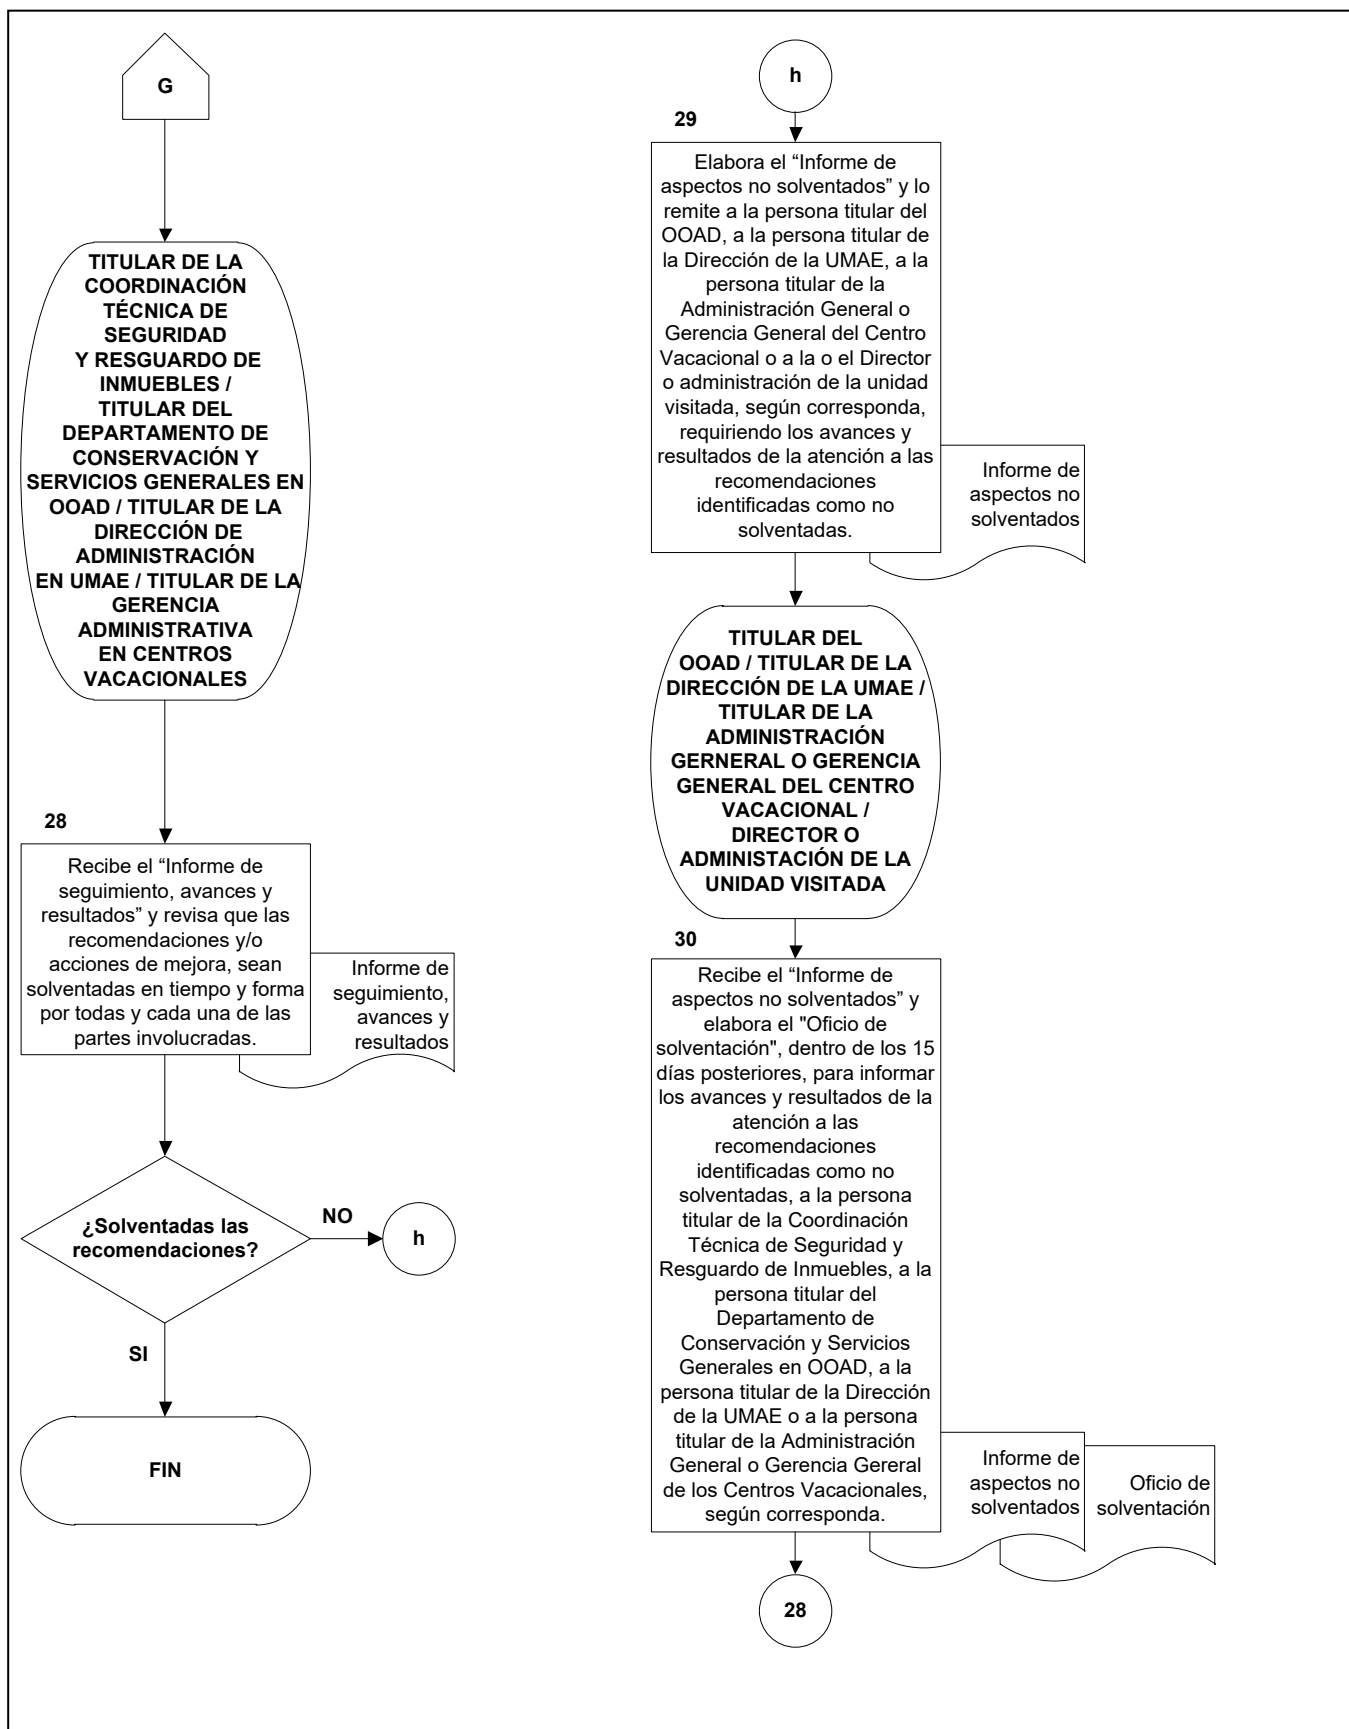 G
TITULAR DE LA
COORDINACIÓN
TÉCNICA DE
SEGURIDAD
Y RESGUARDO DE
INMUEBLES /
TITULAR DEL
DEPARTAMENTO DE
CONSERVACIÓN Y
SERVICIOS GENERALES EN
OOAD / TITULAR DE LA
DIRECCIÓN DE
ADMINISTRACIÓN
EN UMAE / TITULAR DE LA
GERENCIA
ADMINISTRATIVA
EN CENTROS
VACACIONALES
28
Recibe el “Informe de
seguimiento, avances y
resultados” y revisa que las
recomendaciones y/o
acciones de mejora, sean
solventadas en tiempo y forma
por todas y cada una de las
partes involucradas.
Informe de
seguimiento,
avances y
resultados
¿Solventadas las
recomendaciones?
NO
h
SI
FIN
h
29
Elabora el “Informe de
aspectos no solventados” y lo
remite a la persona titular del
OOAD, a la persona titular de
la Dirección de la UMAE, a la
persona titular de la
Administración General o
Gerencia General del Centro
Vacacional o a la o el Director
o administración de la unidad
visitada, según corresponda,
requiriendo los avances y
resultados de la atención a las
recomendaciones
identificadas como no
solventadas.
Informe de
aspectos no
solventados
TITULAR DEL
OOAD / TITULAR DE LA
DIRECCIÓN DE LA UMAE /
TITULAR DE LA
ADMINISTRACIÓN
GERNERAL O GERENCIA
GENERAL DEL CENTRO
VACACIONAL /
DIRECTOR O
ADMINISTACIÓN DE LA
UNIDAD VISITADA
30
Recibe el “Informe de
aspectos no solventados” y
elabora el "Oficio de
solventación", dentro de los 15
días posteriores, para informar
los avances y resultados de la
atención a las
recomendaciones
identificadas como no
solventadas, a la persona
titular de la Coordinación
Técnica de Seguridad y
Resguardo de Inmuebles, a la
persona titular del
Departamento de
Conservación y Servicios
Generales en OOAD, a la
persona titular de la Dirección
de la UMAE o a la persona
titular de la Administración
General o Gerencia Gereral
de los Centros Vacacionales,
según corresponda.
Informe de
aspectos no
solventados
Oficio de
solventación
28